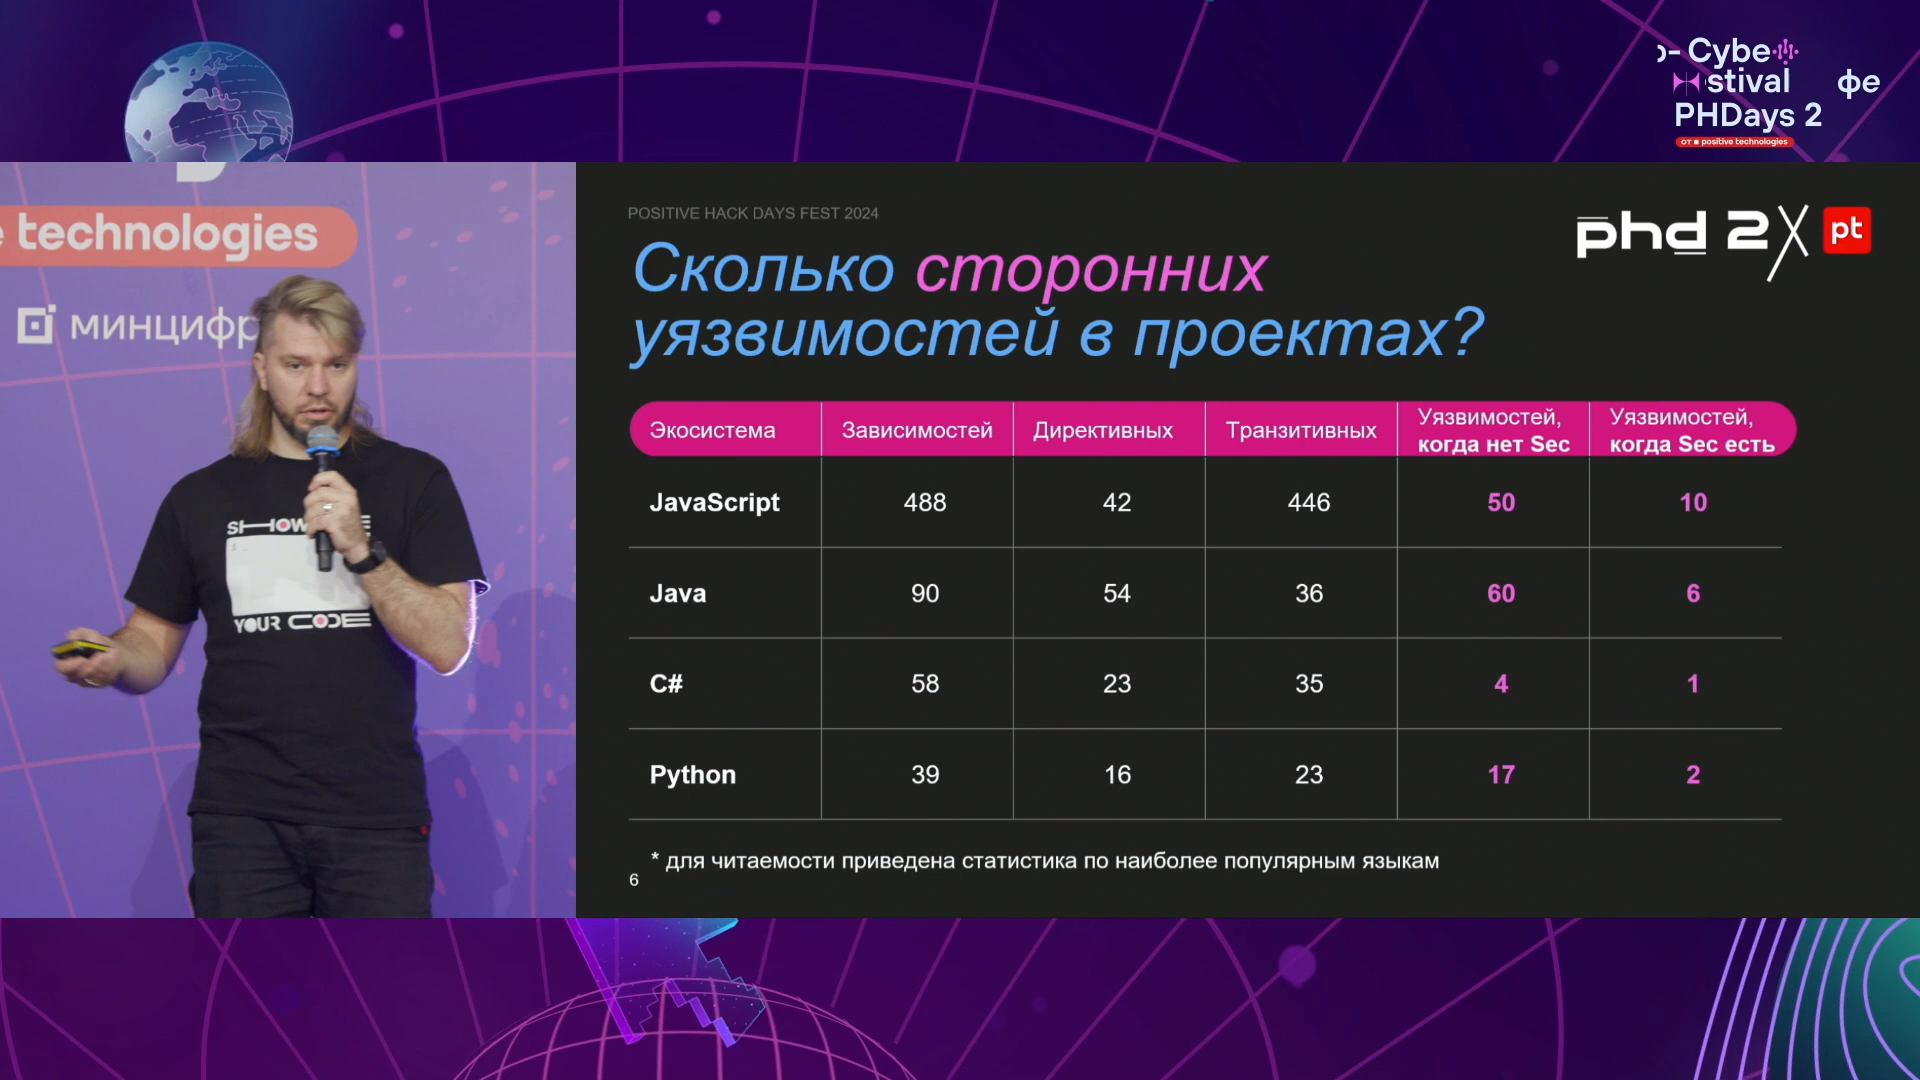 Cybe
stival
фе
PHDays 2
от positive technologies
technologies
минцифр
SHOW
YOUR CODE
POSITIVE HACK DAYS FEST 2024
phd 2
pt
Сколько сторонних
уязвимостей в проектах?
Экосистема Зависимостей Директивных Транзитивных Уязвимостей, когда нет Sec Уязвимостей, когда Sec есть
JavaScript 488 42 446 50 10
Java 90 54 36 60 6
C# 58 23 35 4 1
Python 39 16 23 17 2
* для читаемости приведена статистика по наиболее популярным языкам
6